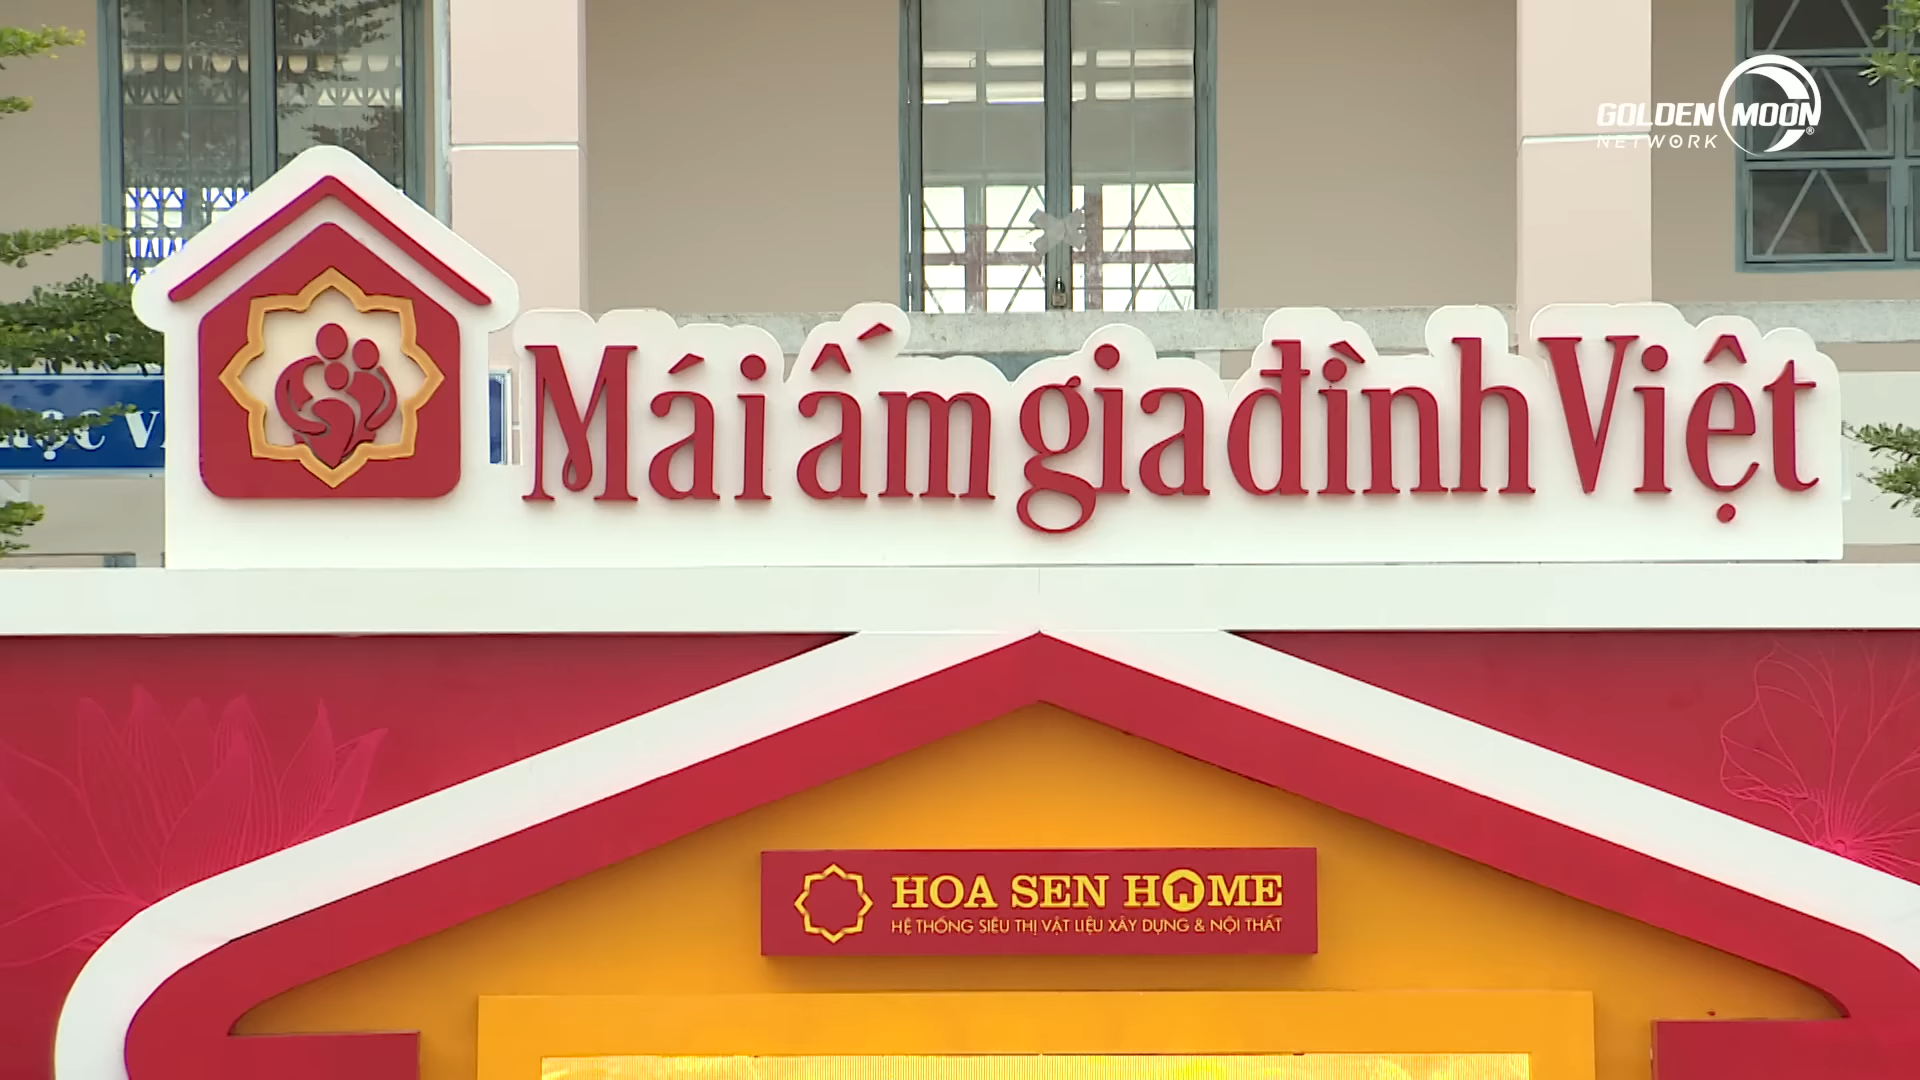 GOLDEN MOON
NETWORK
Mái ấm gia đình Việt
HOA SEN HOME
HỆ THỐNG SIÊU THỊ VẬT LIỆU XÂY DỰNG & NỘI THẤT